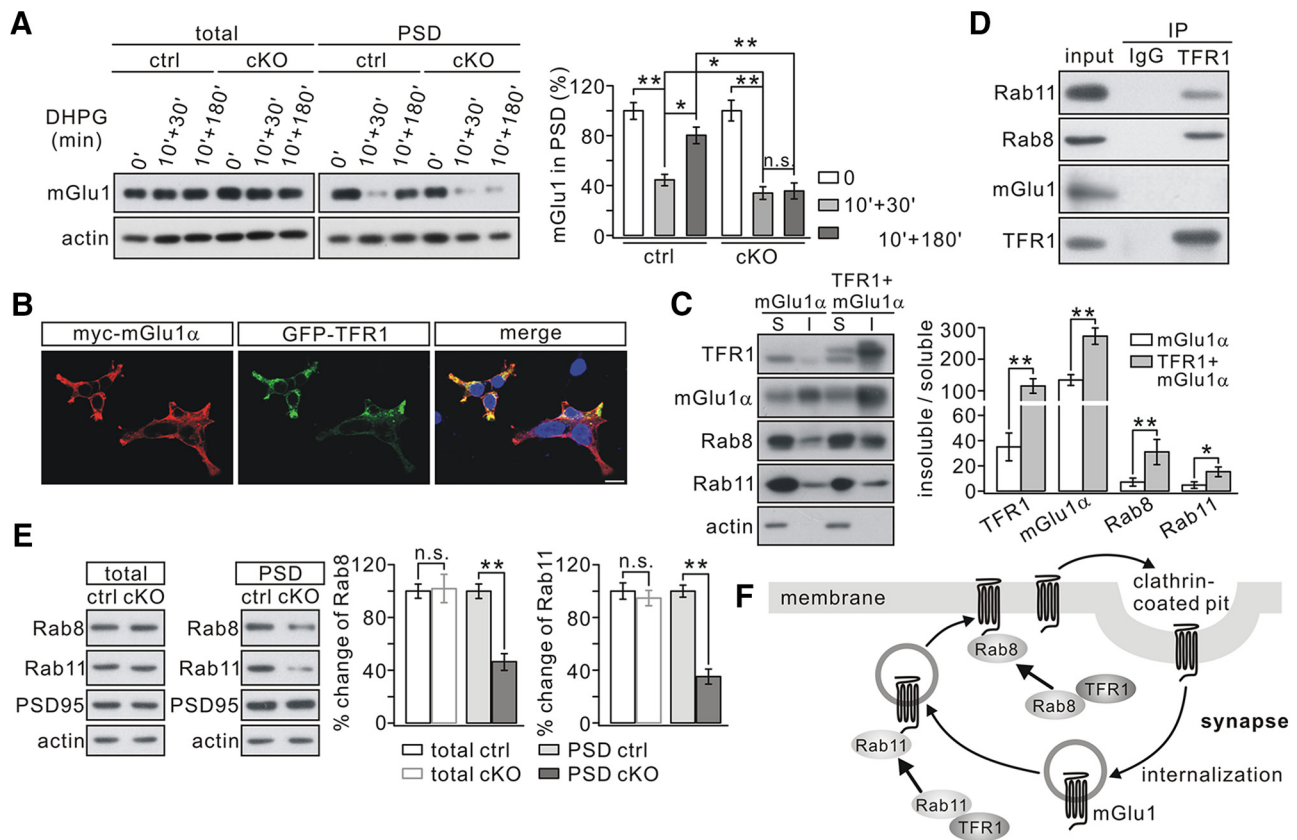 A
total PSD
ctrl cKO ctrl cKO
DHPG
(min)
0' 10'+30' 10'+180' 0' 10'+30' 10'+180' 0' 10'+30' 10'+180' 0' 10'+30' 10'+180'
mGlu1
actin
mGlu1 in PSD (%)
120
80
40
0
** * * ** ** n.s.
ctrl cKO
0
10'+30'
10'+180'
D
IP
input IgG TFR1
Rab11
Rab8
mGlu1
TFR1
B
myc-mGlu1α GFP-TFR1 merge
C
mGlu1α TFR1+
mGlu1α
S I S I
TFR1
mGlu1α
Rab8
Rab11
actin
insoluble / soluble
300
200
100
60
40
20
0
** ** ** *
TFR1 mGlu1α Rab8 Rab11
mGlu1α
TFR1+
mGlu1α
E
total PSD
ctrl cKO ctrl cKO
Rab8 Rab8
Rab11 Rab11
PSD95 PSD95
actin actin
% change of Rab8
120
80
40
0
n.s. **
% change of Rab11
120
80
40
0
n.s. **
total ctrl PSD ctrl
total cKO PSD cKO
F
membrane
clathrin-
coated pit
Rab8
Rab8 TFR1
synapse
Rab11
internalization
Rab11
TFR1
mGlu1